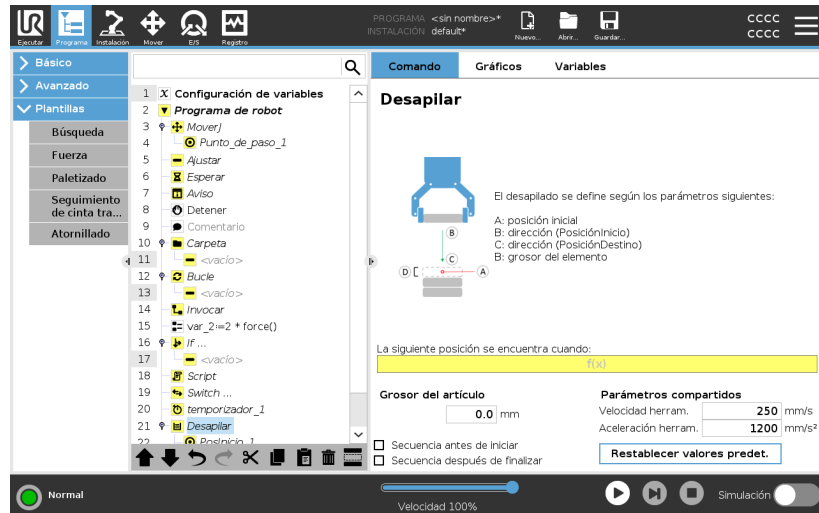 PROGRAMA <sin nombre>*
INSTALACIÓN default*
Ejecutar
Programa
Instalación
Mover
E/S
Registro
Nuevo...
Abrir...
Guardar...
CCCC
CCCC
Básico
Avanzado
Plantillas
Búsqueda
Fuerza
Paletizado
Seguimiento
de cinta tra...
Atornillado
1 X Configuración de variables
2 Programa de robot
3 MoverJ
4 Punto_de_paso_1
5 Ajustar
6 Esperar
7 Aviso
8 Detener
9 Comentario
10 Carpeta
11 <vacío>
12 Bucle
13 <vacío>
14 Invocar
15 var_2:=2 * force()
16 If ...
17 <vacío>
18 Script
19 Switch ...
20 temporizador_1
21 Desapilar
22 PosInicio_1
Comando
Gráficos
Variables
Desapilar
El desapilado se define según los parámetros siguientes:
A: posición inicial
B: dirección (PosiciónInicio)
C: dirección (PosiciónDestino)
B: grosor del elemento
B
C
D
A
La siguiente posición se encuentra cuando:
f(x)
Grosor del artículo
0.0 mm
Secuencia antes de iniciar
Secuencia después de finalizar
Parámetros compartidos
Velocidad herram. 250 mm/s
Aceleración herram. 1200 mm/s²
Restablecer valores predet.
Normal
Velocidad 100%
Simulación